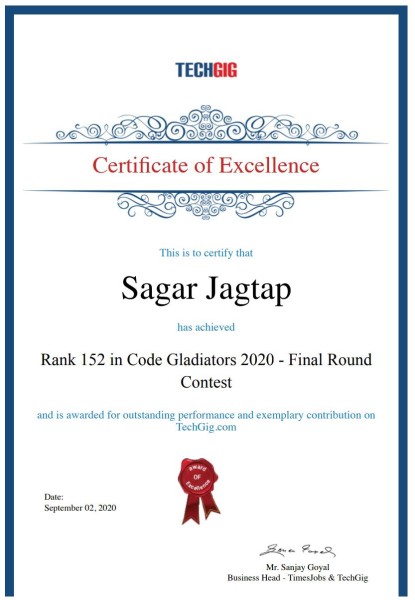 TECHGIG
Certificate of Excellence
This is to certify that
Sagar Jagtap
has achieved
Rank 152 in Code Gladiators 2020 - Final Round
Contest
and is awarded for outstanding performance and exemplary contribution on
TechGig.com
Award
OF
Excellence
Date:
September 02, 2020
Mr. Sanjay Goyal
Business Head - TimesJobs & TechGig